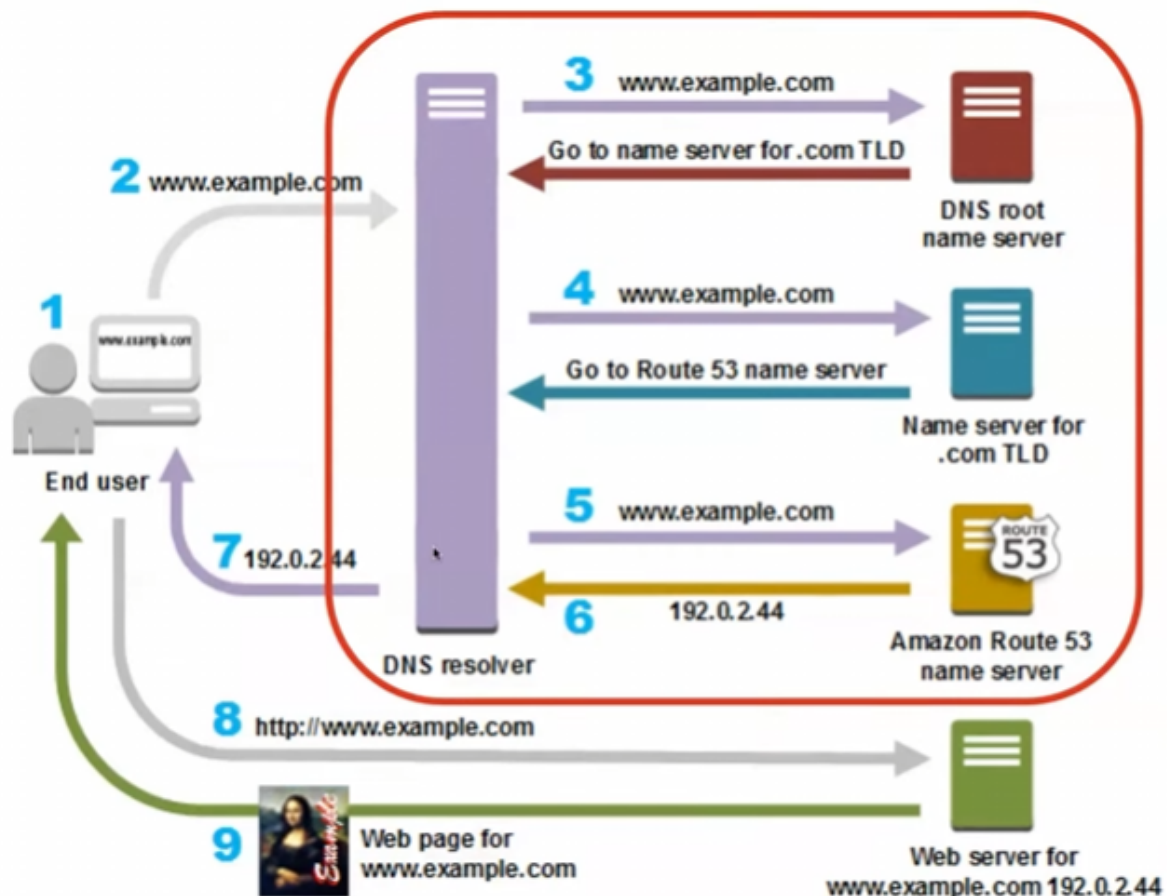 3 www.example.com
Go to name server for .com TLD
DNS root
name server
2 www.example.com
4 www.example.com
1
www.example.com
Go to Route 53 name server
Name server for
.com TLD
End user
5 www.example.com
ROUTE
53
7 192.0.2.44
6 192.0.2.44
Amazon Route 53
name server
DNS resolver
8 http://www.example.com
9
Example
Web page for
www.example.com
Web server for
www.example.com 192.0.2.44